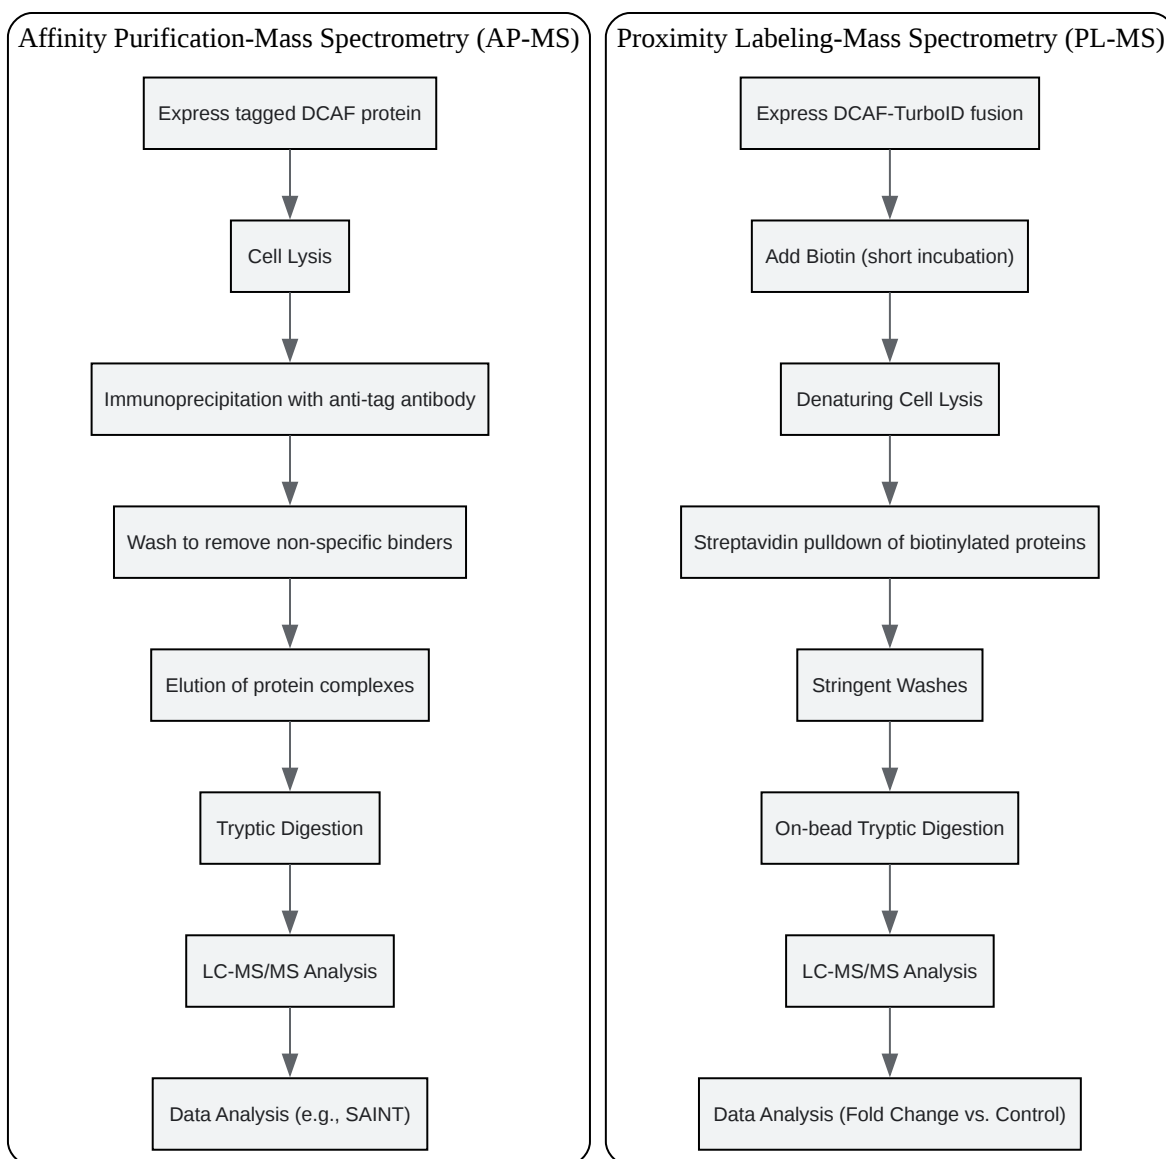 Affinity Purification-Mass Spectrometry (AP-MS)
Express tagged DCAF protein
Cell Lysis
Immunoprecipitation with anti-tag antibody
Wash to remove non-specific binders
Elution of protein complexes
Tryptic Digestion
LC-MS/MS Analysis
Data Analysis (e.g., SAINT)
Proximity Labeling-Mass Spectrometry (PL-MS)
Express DCAF-TurboID fusion
Add Biotin (short incubation)
Denaturing Cell Lysis
Streptavidin pulldown of biotinylated proteins
Stringent Washes
On-bead Tryptic Digestion
LC-MS/MS Analysis
Data Analysis (Fold Change vs. Control)